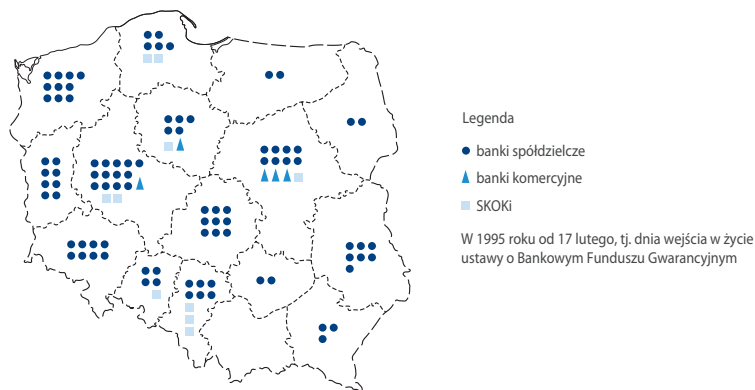 Legenda
banki spółdzielcze
banki komercyjne
SKOKi
W 1995 roku od 17 lutego, tj. dnia wejścia w życie
ustawy o Bankowym Funduszu Gwarancyjnym